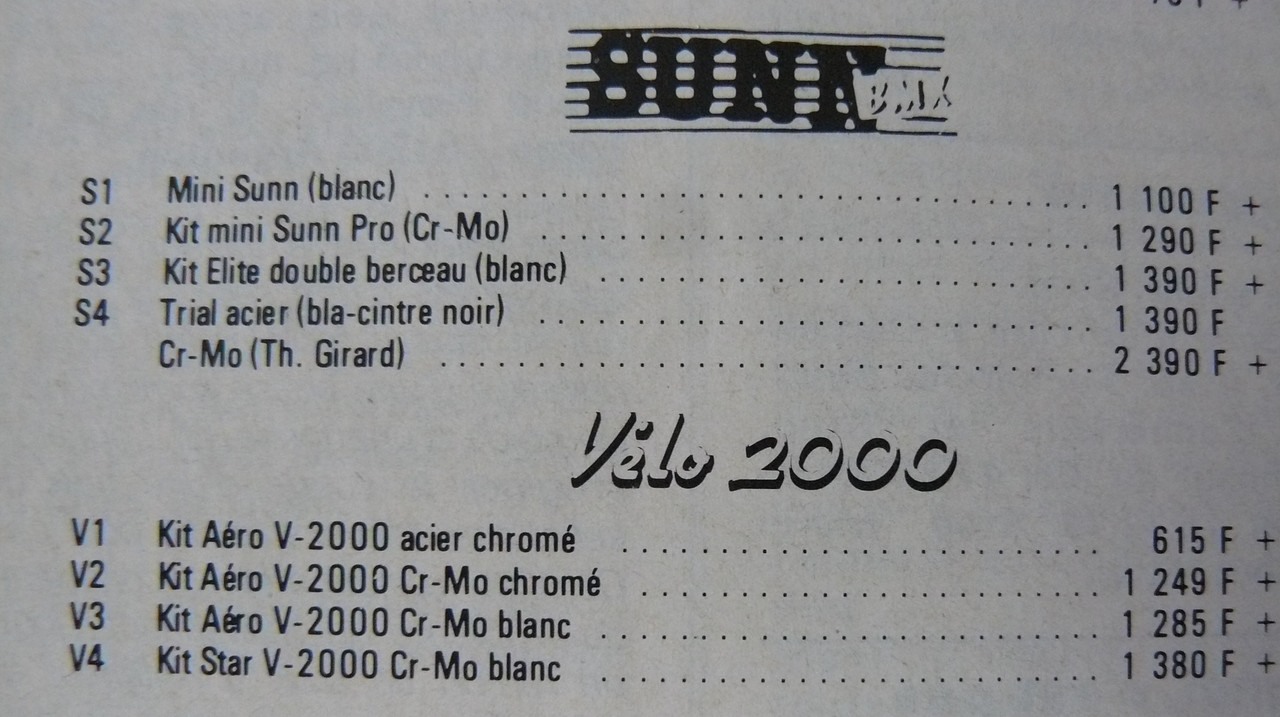 SUNN BMX
S1 Mini Sunn (blanc) ........................................ 1 100 F +
S2 Kit mini Sunn Pro (Cr-Mo) ................................. 1 290 F +
S3 Kit Elite double berceau (blanc) ............................. 1 390 F +
S4 Trial acier (bla-cintre noir) ................................. 1 390 F
Cr-Mo (Th. Girard) ....................................... 2 390 F +
Vélo 2000
V1 Kit Aéro V-2000 acier chromé ............................ 615 F +
V2 Kit Aéro V-2000 Cr-Mo chromé ........................... 1 249 F +
V3 Kit Aéro V-2000 Cr-Mo blanc ............................. 1 285 F +
V4 Kit Star V-2000 Cr-Mo blanc ............................. 1 380 F +